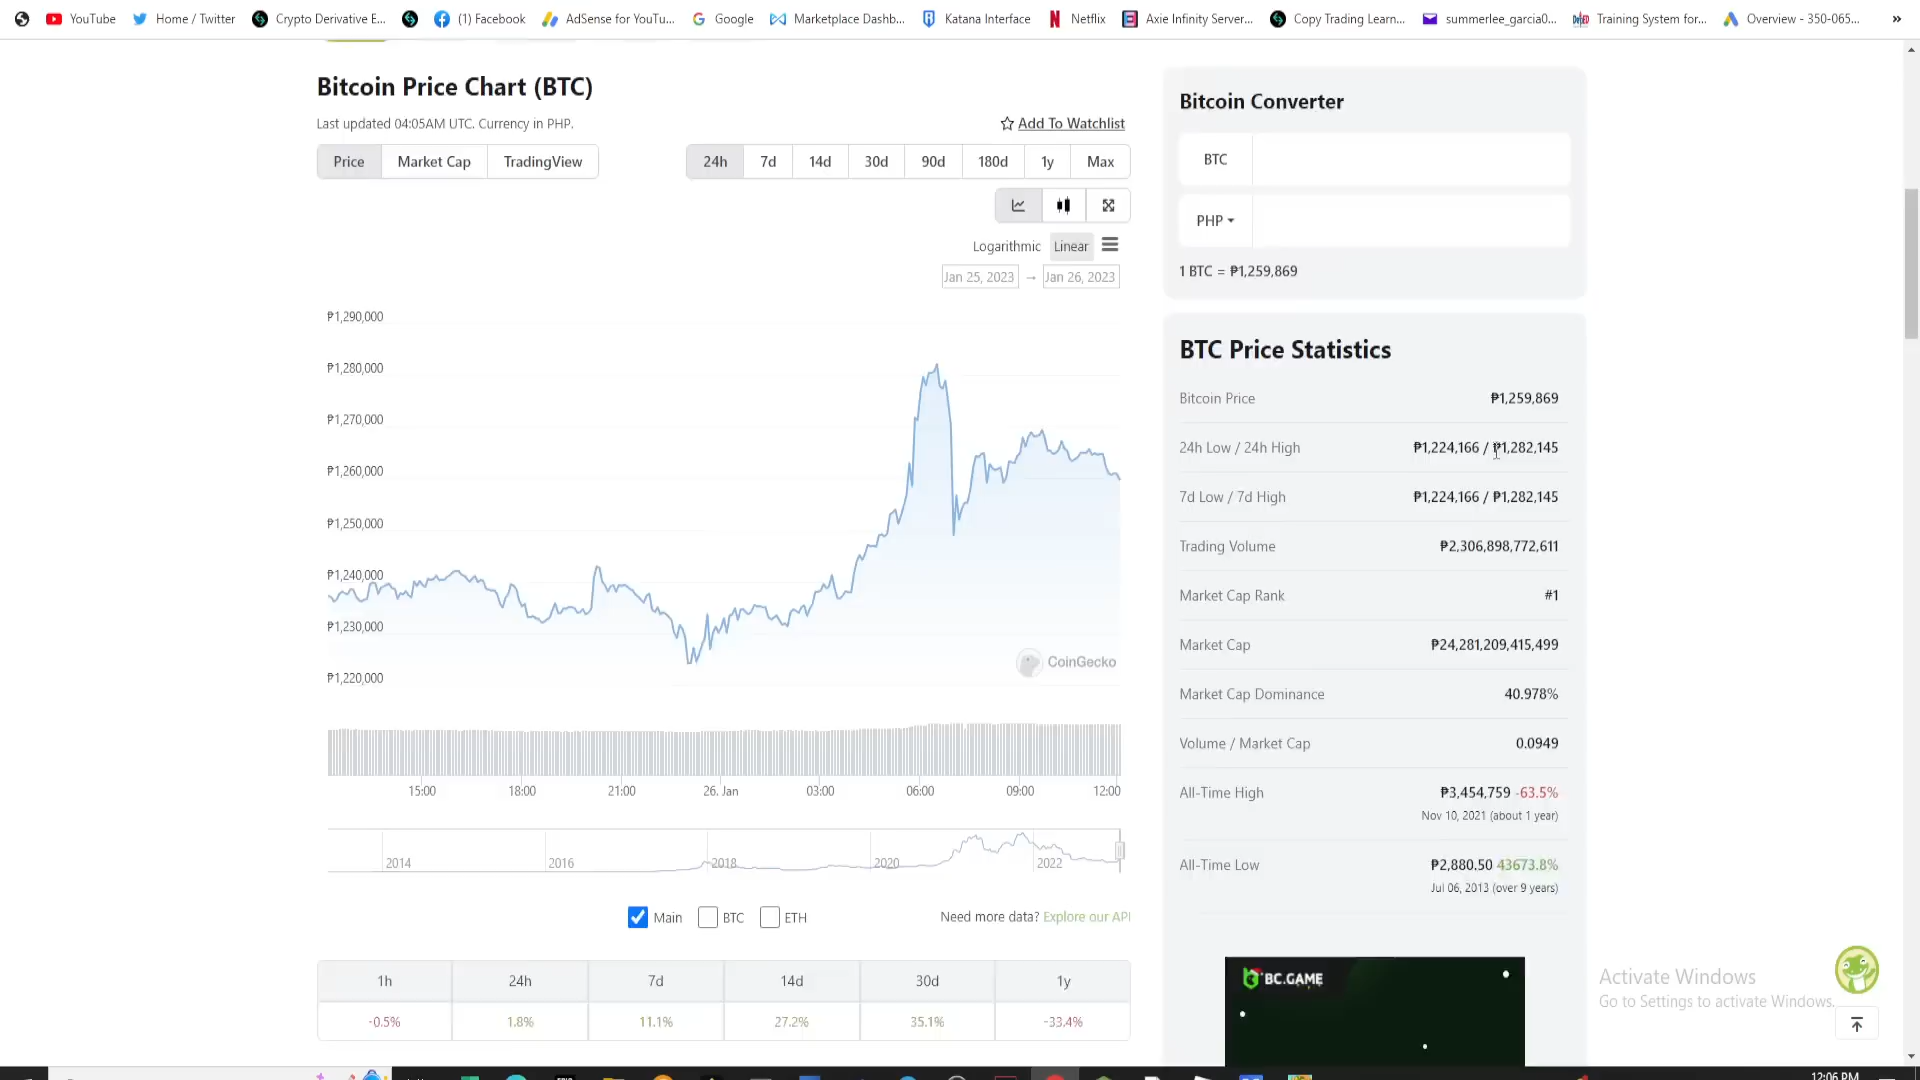 YouTube
Home / Twitter
Crypto Derivative E...
(1) Facebook
AdSense for YouTu...
Google
Marketplace Dashb...
Katana Interface
Netflix
Axie Infinity Server...
Copy Trading Learn...
summerlee_garcia0...
Training System for...
Overview - 350-065...
»
Bitcoin Price Chart (BTC)
Last updated 04:05AM UTC. Currency in PHP.
Add To Watchlist
Price
Market Cap
TradingView
24h
7d
14d
30d
90d
180d
1y
Max
Logarithmic
Linear
Jan 25, 2023 → Jan 26, 2023
₱1,290,000
₱1,280,000
₱1,270,000
₱1,260,000
₱1,250,000
₱1,240,000
₱1,230,000
₱1,220,000
CoinGecko
15:00
18:00
21:00
26. Jan
03:00
06:00
09:00
12:00
2014
2016
2018
2020
2022
Main
BTC
ETH
Need more data? Explore our API
1h
24h
7d
14d
30d
1y
-0.5%
1.8%
11.1%
27.2%
35.1%
-33.4%
Bitcoin Converter
BTC
PHP
1 BTC = ₱1,259,869
BTC Price Statistics
Bitcoin Price ₱1,259,869
24h Low / 24h High ₱1,224,166 / ₱1,282,145
7d Low / 7d High ₱1,224,166 / ₱1,282,145
Trading Volume ₱2,306,898,772,611
Market Cap Rank #1
Market Cap ₱24,281,209,415,499
Market Cap Dominance 40.978%
Volume / Market Cap 0.0949
All-Time High ₱3,454,759 -63.5%
Nov 10, 2021 (about 1 year)
All-Time Low ₱2,880.50 43673.8%
Jul 06, 2013 (over 9 years)
BC.GAME
Activate Windows
Go to Settings to activate Windows.
12:06 PM